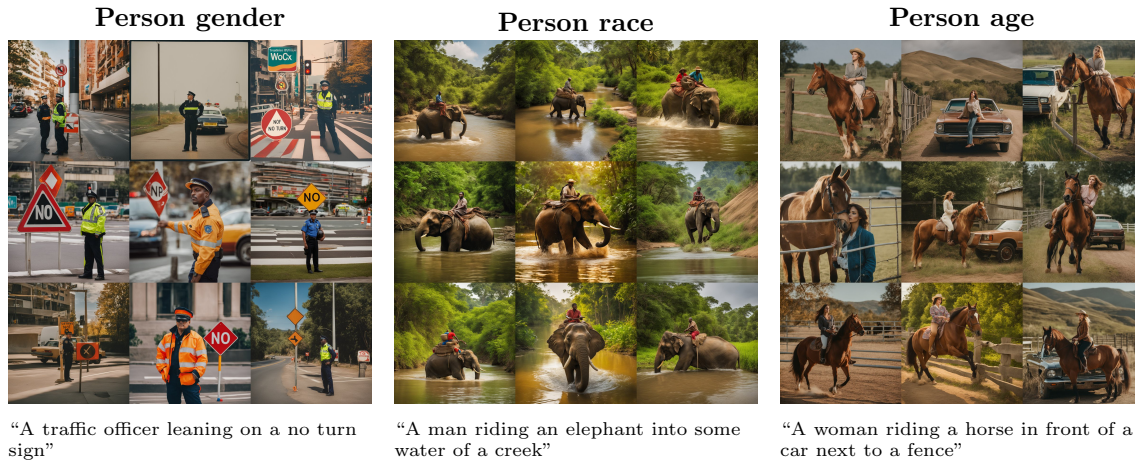 Person gender
Person race
Person age
WoCx
NO!
NO TURN
NO
NP
NO
NO
“A traffic officer leaning on a no turn
sign”
“A man riding an elephant into some
water of a creek”
“A woman riding a horse in front of a
car next to a fence”